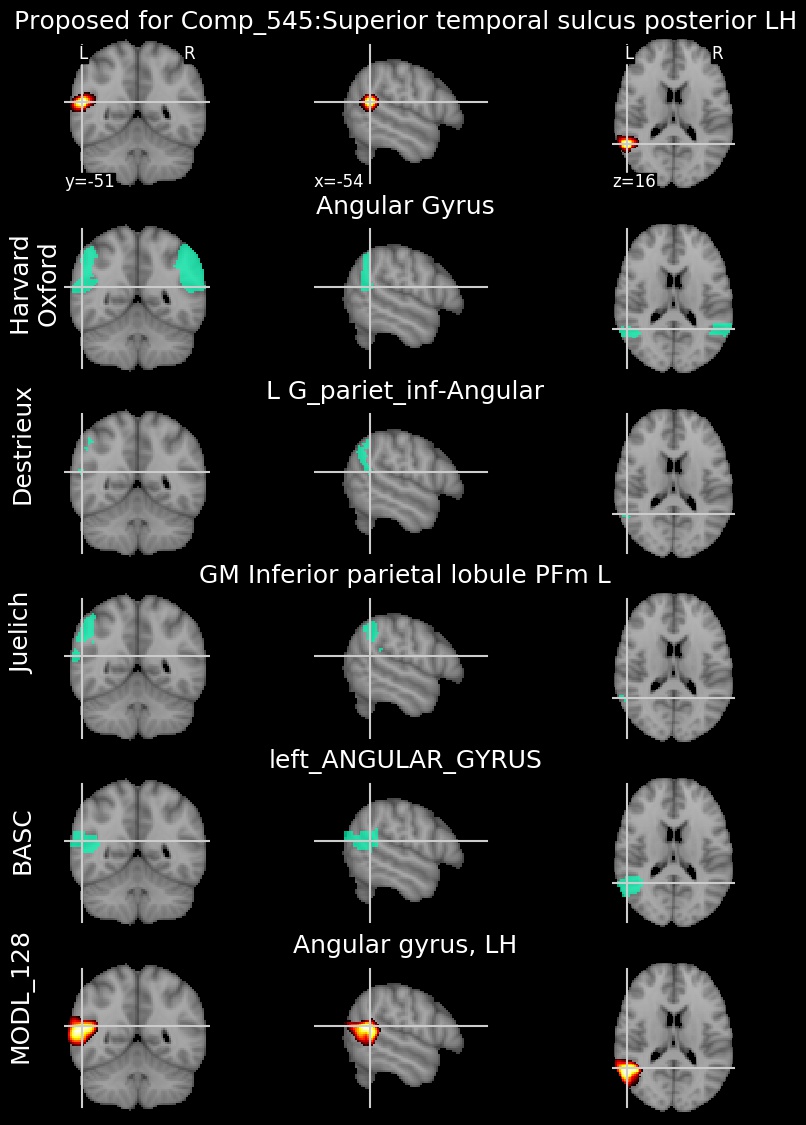 Proposed for Comp_545:Superior temporal sulcus posterior LH
L R
L R
y=-51
x=-54
z=16
Angular Gyrus
Harvard
Oxford
L G_pariet_inf-Angular
Destrieux
GM Inferior parietal lobule PFm L
Juelich
left_ANGULAR_GYRUS
BASC
Angular gyrus, LH
MODL_128